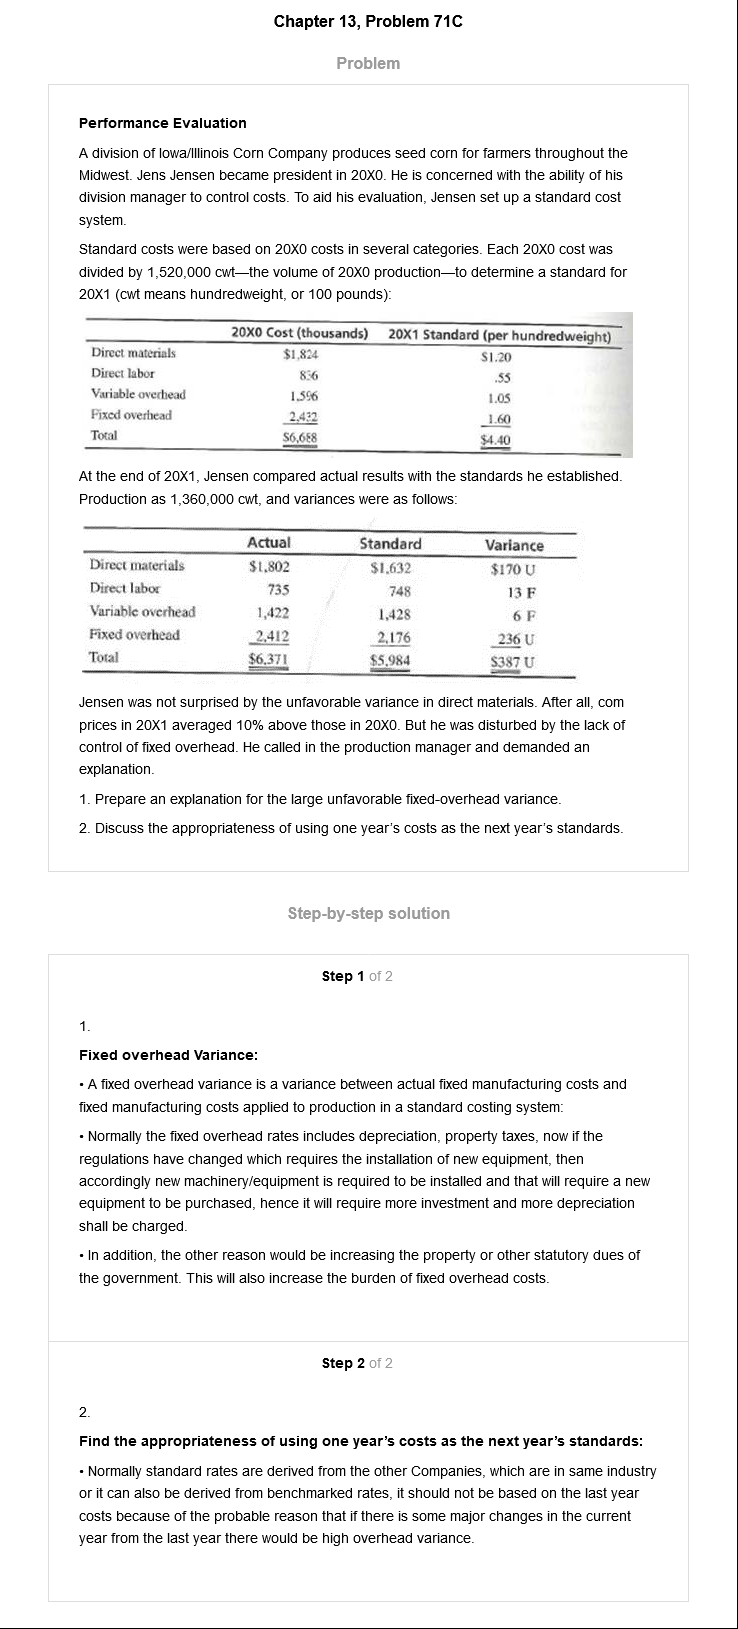 Chapter 13, Problem 71C
Problem
Performance Evaluation
A division of Iowa/Illinois Corn Company produces seed corn for farmers throughout the
Midwest. Jens Jensen became president in 20X0. He is concerned with the ability of his
division manager to control costs. To aid his evaluation, Jensen set up a standard cost
system.
Standard costs were based on 20X0 costs in several categories. Each 20X0 cost was
divided by 1,520,000 cwt—the volume of 20X0 production—to determine a standard for
20X1 (cwt means hundredweight, or 100 pounds):
20X0 Cost (thousands) 20X1 Standard (per hundredweight)
Direct materials $1,824 $1.20
Direct labor 836 .55
Variable overhead 1,596 1.05
Fixed overhead 2,432 1.60
Total $6,688 $4.40
At the end of 20X1, Jensen compared actual results with the standards he established.
Production as 1,360,000 cwt, and variances were as follows:
Actual Standard Variance
Direct materials $1,802 $1,632 $170 U
Direct labor 735 748 13 F
Variable overhead 1,422 1,428 6 F
Fixed overhead 2,412 2,176 236 U
Total $6,371 $5,984 $387 U
Jensen was not surprised by the unfavorable variance in direct materials. After all, com
prices in 20X1 averaged 10% above those in 20X0. But he was disturbed by the lack of
control of fixed overhead. He called in the production manager and demanded an
explanation.
1. Prepare an explanation for the large unfavorable fixed-overhead variance.
2. Discuss the appropriateness of using one year's costs as the next year's standards.
Step-by-step solution
Step 1 of 2
1.
Fixed overhead Variance:
• A fixed overhead variance is a variance between actual fixed manufacturing costs and
fixed manufacturing costs applied to production in a standard costing system:
• Normally the fixed overhead rates includes depreciation, property taxes, now if the
regulations have changed which requires the installation of new equipment, then
accordingly new machinery/equipment is required to be installed and that will require a new
equipment to be purchased, hence it will require more investment and more depreciation
shall be charged.
• In addition, the other reason would be increasing the property or other statutory dues of
the government. This will also increase the burden of fixed overhead costs.
Step 2 of 2
2.
Find the appropriateness of using one year's costs as the next year's standards:
• Normally standard rates are derived from the other Companies, which are in same industry
or it can also be derived from benchmarked rates, it should not be based on the last year
costs because of the probable reason that if there is some major changes in the current
year from the last year there would be high overhead variance.